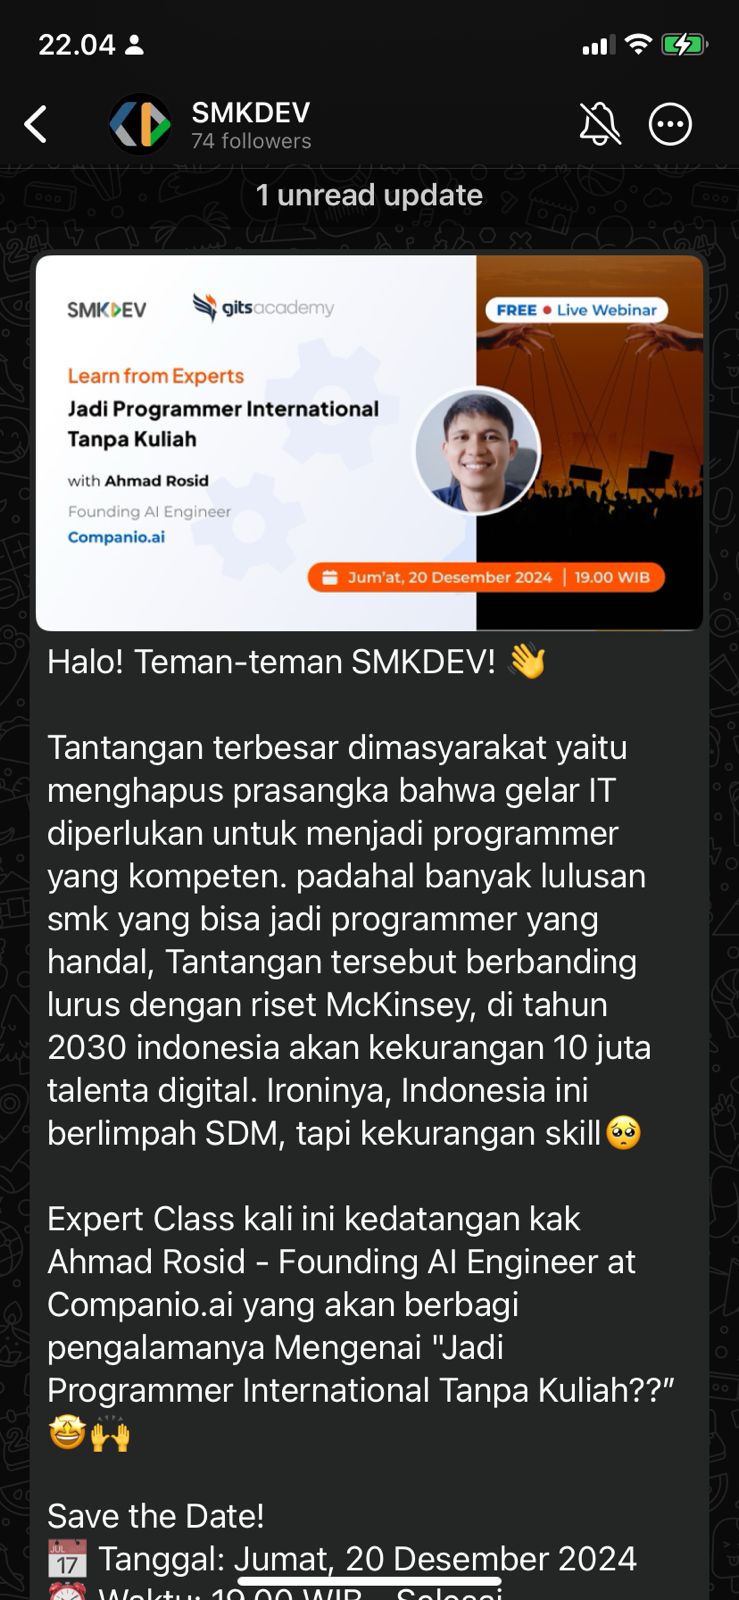 22.04
SMKDEV
74 followers
1 unread update
SMKDEV
gitsacademy
FREE • Live Webinar
Learn from Experts
Jadi Programmer International
Tanpa Kuliah
with Ahmad Rosid
Founding AI Engineer
Companio.ai
Jum'at, 20 Desember 2024 | 19.00 WIB
Halo! Teman-teman SMKDEV! 👋
Tantangan terbesar dimasyarakat yaitu
menghapus prasangka bahwa gelar IT
diperlukan untuk menjadi programmer
yang kompeten. padahal banyak lulusan
smk yang bisa jadi programmer yang
handal, Tantangan tersebut berbanding
lurus dengan riset McKinsey, di tahun
2030 indonesia akan kekurangan 10 juta
talenta digital. Ironinya, Indonesia ini
berlimpah SDM, tapi kekurangan skill🥺
Expert Class kali ini kedatangan kak
Ahmad Rosid - Founding AI Engineer at
Companio.ai yang akan berbagi
pengalamanya Mengenai "Jadi
Programmer International Tanpa Kuliah??”
🤩🙌
Save the Date!
📅 Tanggal: Jumat, 20 Desember 2024
⏰ Waktu: 19.00 WIB - Selesai